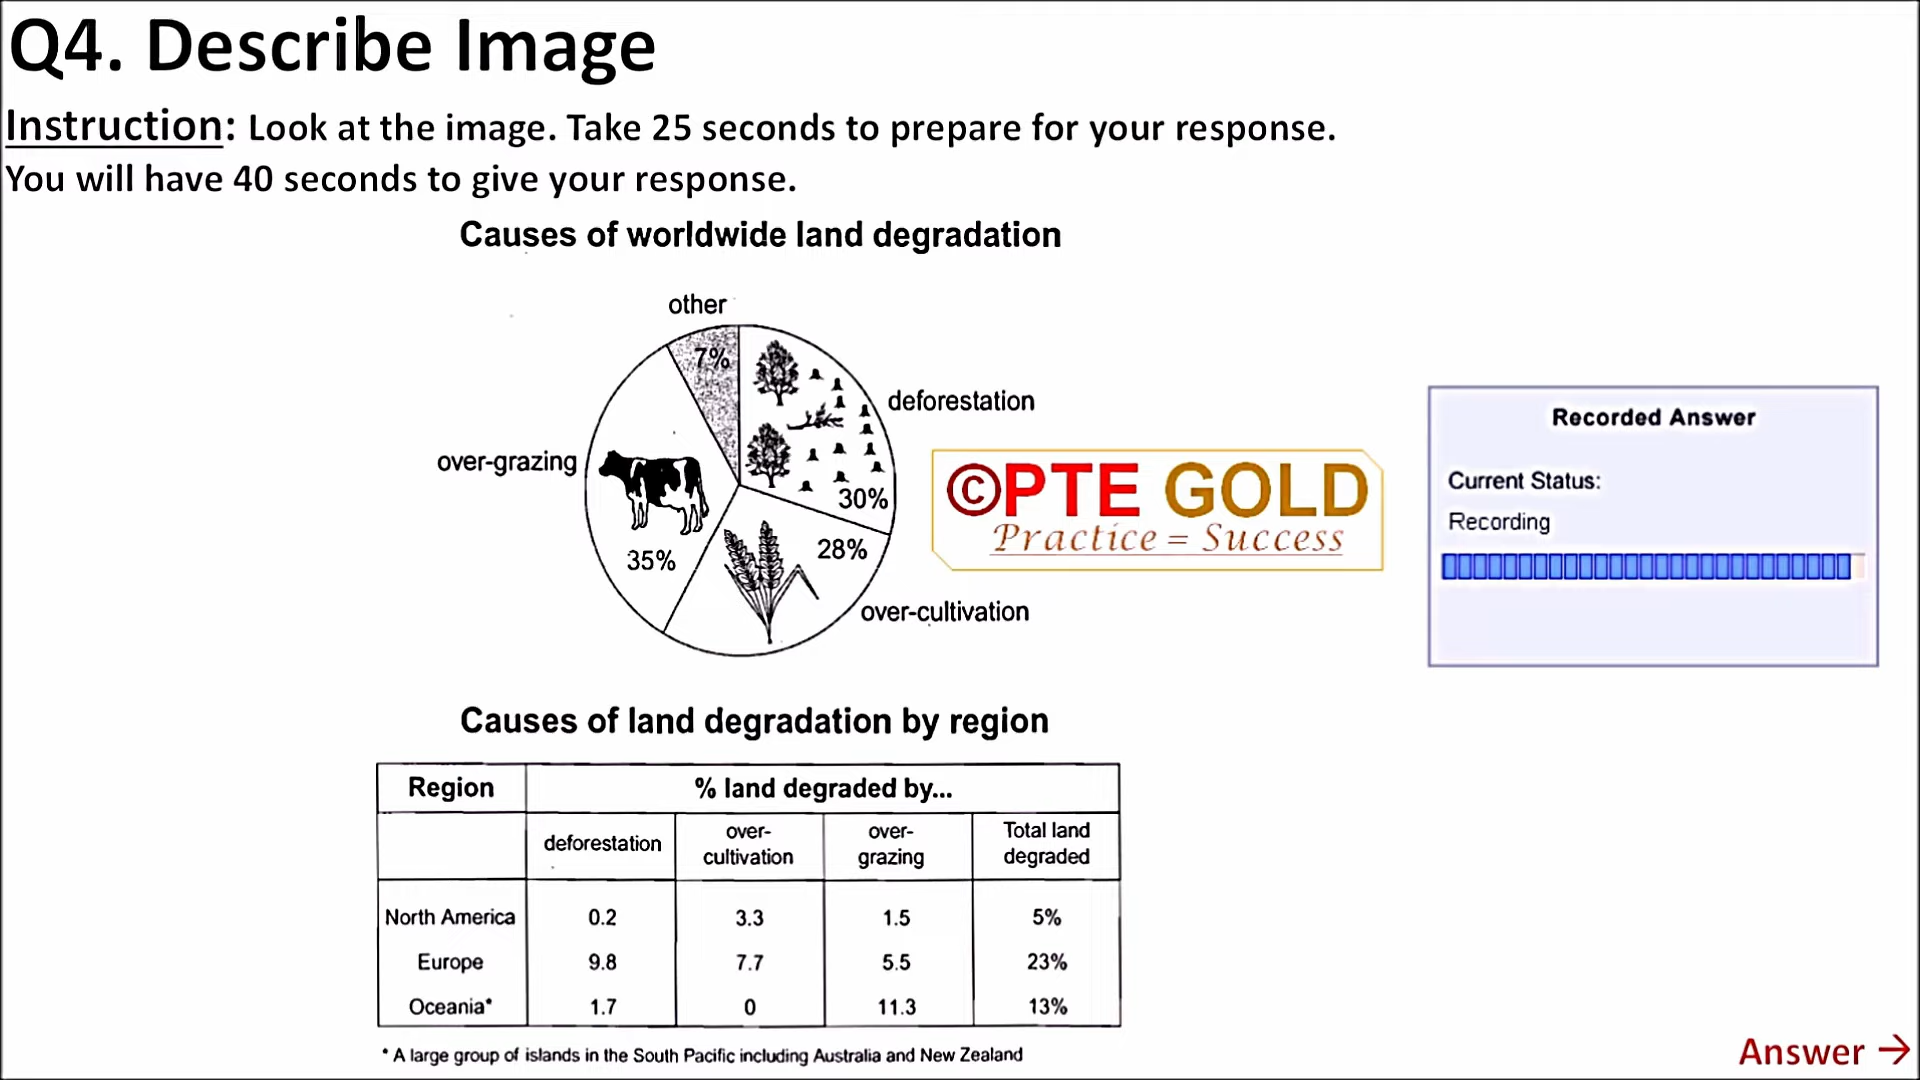 Q4. Describe Image
Instruction: Look at the image. Take 25 seconds to prepare for your response.
You will have 40 seconds to give your response.
Causes of worldwide land degradation
other
7%
deforestation
30%
over-grazing
35%
28%
over-cultivation
©PTE GOLD
Practice = Success
Recorded Answer
Current Status:
Recording
Causes of land degradation by region
Region % land degraded by...
deforestation over-cultivation over-grazing Total land degraded
North America 0.2 3.3 1.5 5%
Europe 9.8 7.7 5.5 23%
Oceania* 1.7 0 11.3 13%
* A large group of islands in the South Pacific including Australia and New Zealand
Answer →